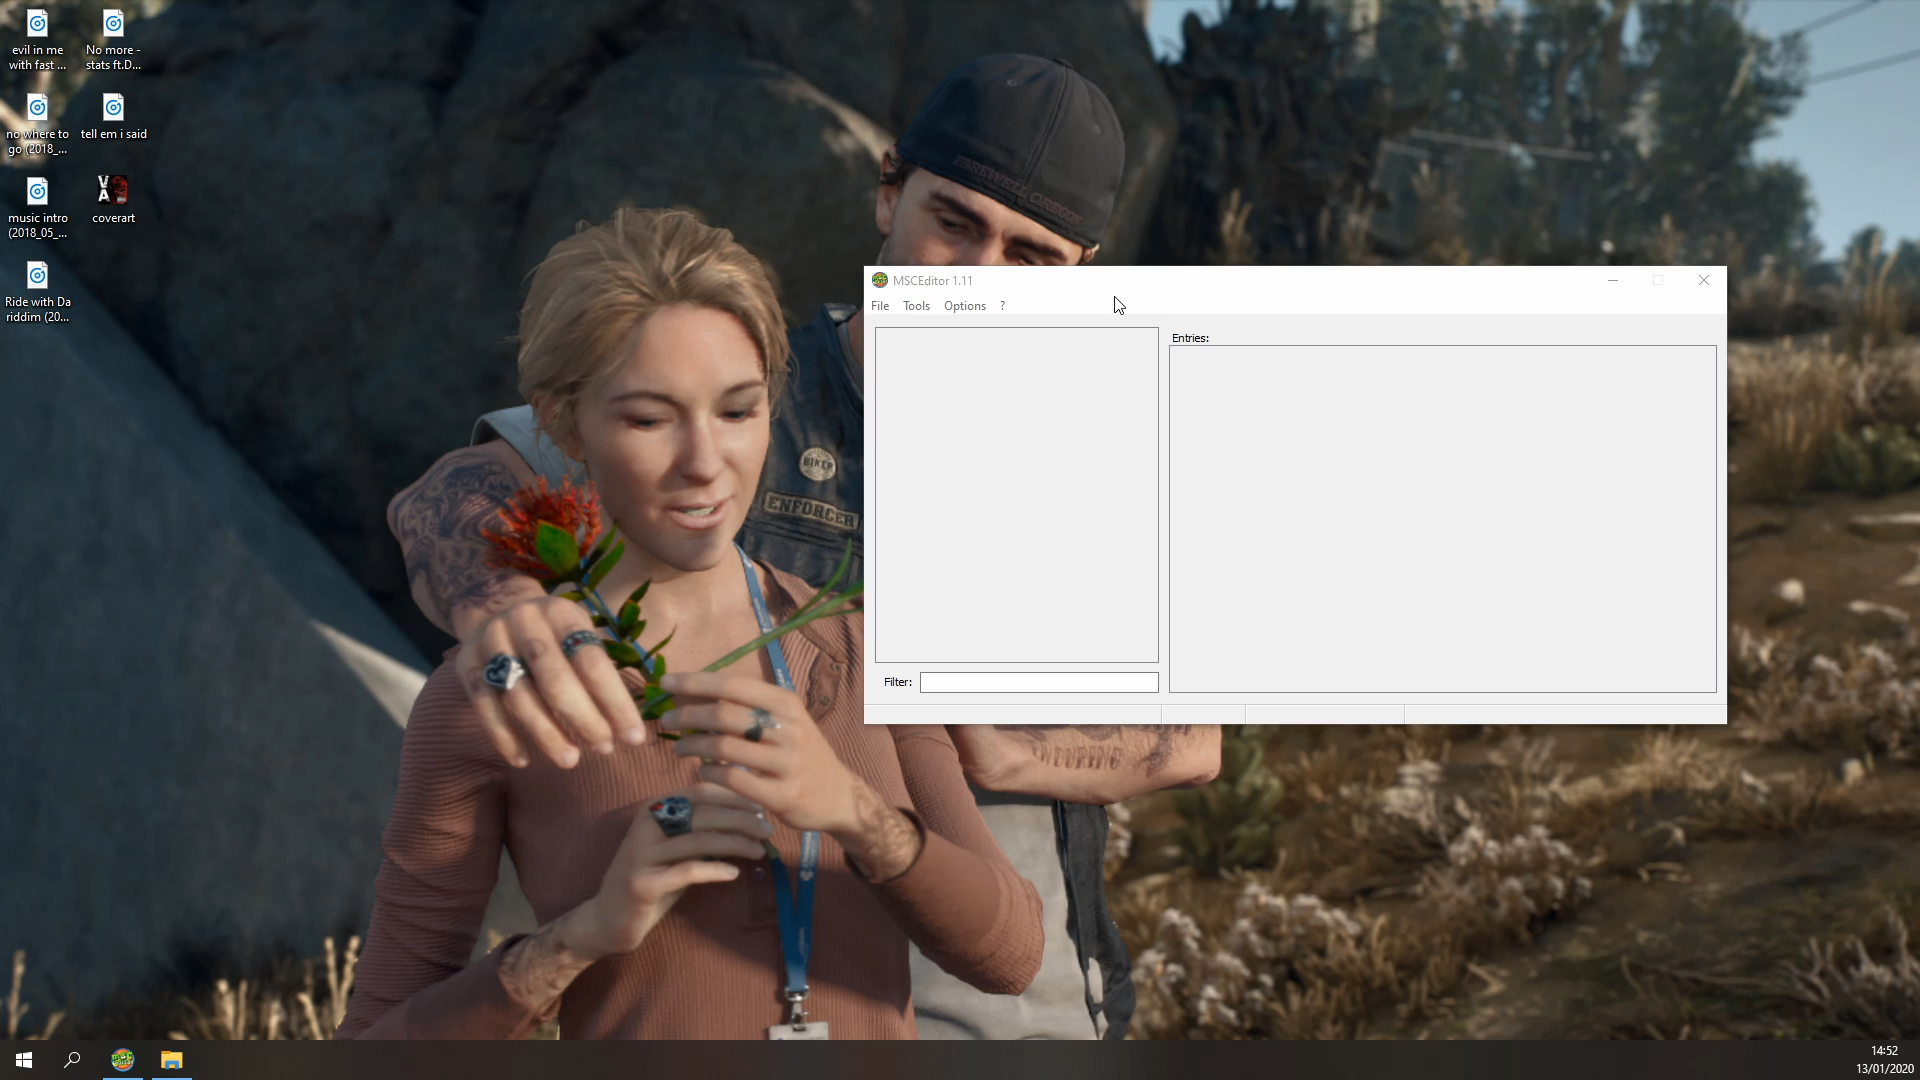 evil in me
with fast ...
No more -
stats ft.D...
no where to
go (2018_...
tell em i said
music intro
(2018_05_...
coverart
Ride with Da
riddim (20...
FAREWELL OREGON
BIKER
ENFORCER
MSCEditor 1.11
File Tools Options ?
Entries:
Filter:
14:52
13/01/2020